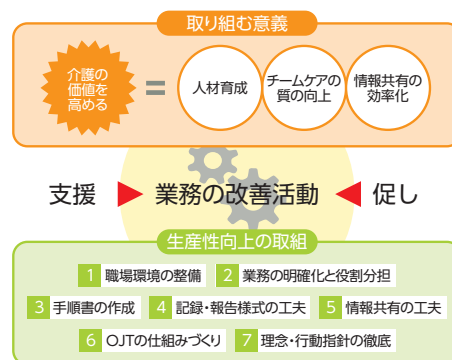 取り組む意義
介護の
価値を
高める
=
人材育成
チームケアの
質の向上
情報共有の
効率化
支援 業務の改善活動 促し
生産性向上の取組
1 職場環境の整備 2 業務の明確化と役割分担
3 手順書の作成 4 記録・報告様式の工夫 5 情報共有の工夫
6 OJTの仕組みづくり 7 理念・行動指針の徹底